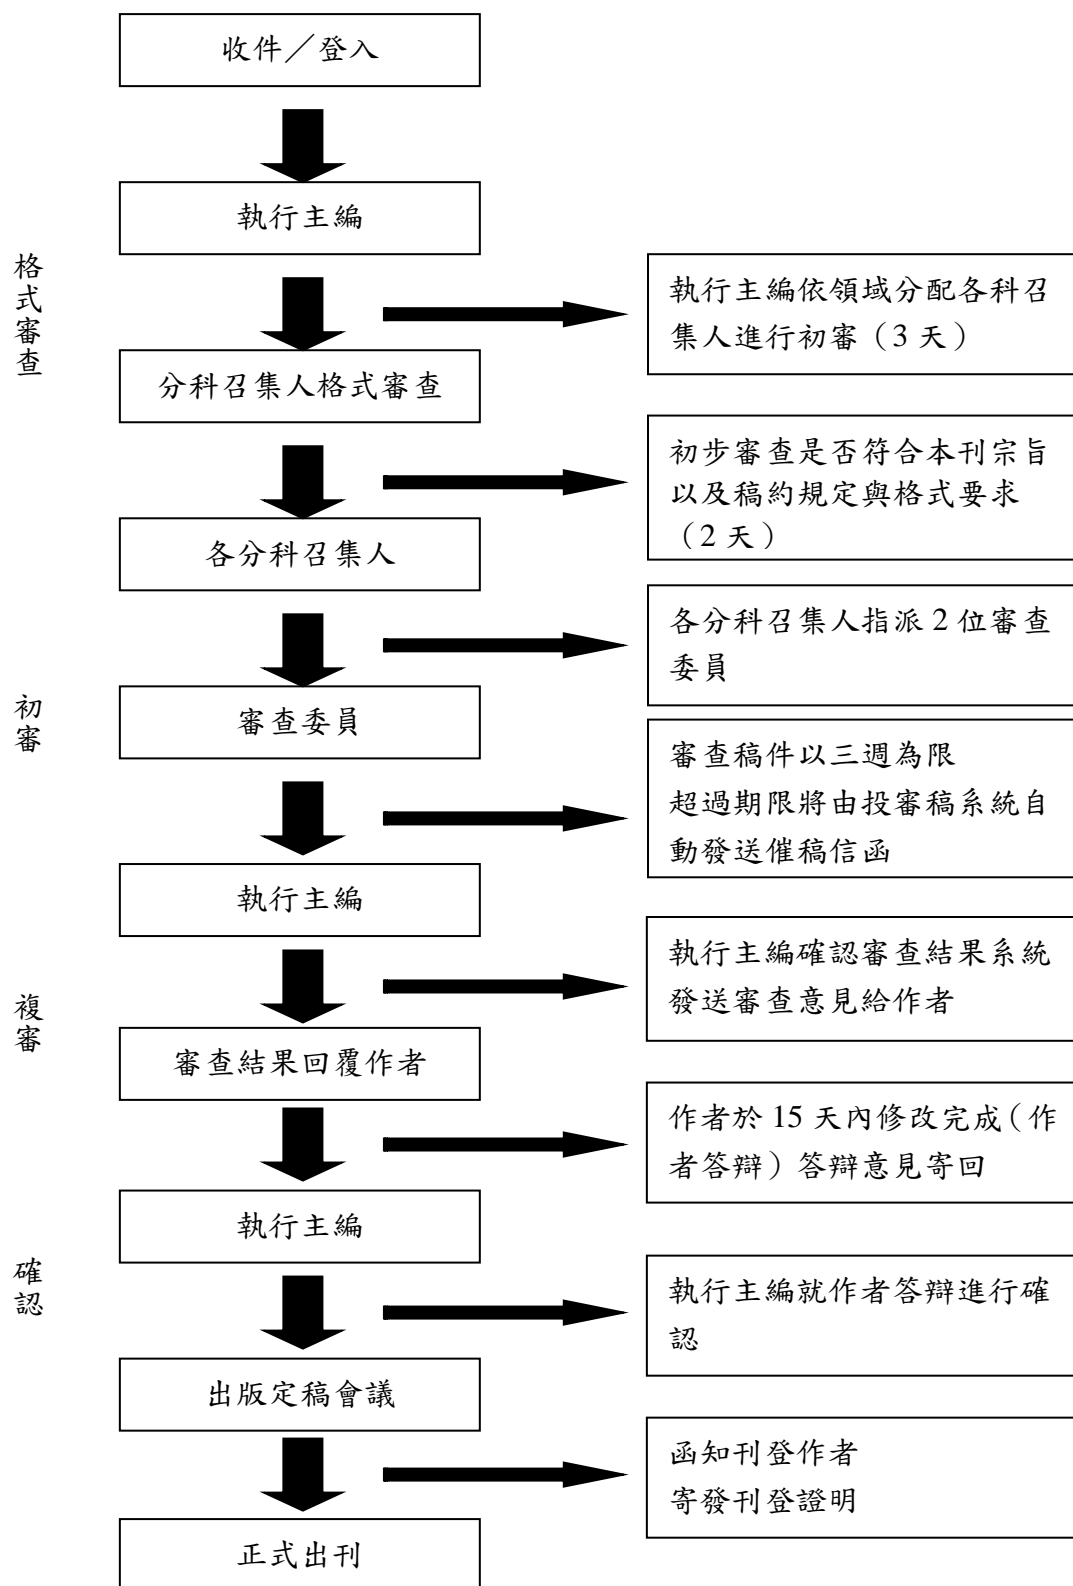 收件／登入
執行主編
格式審查
執行主編依領域分配各科召
集人進行初審（3 天）
分科召集人格式審查
初步審查是否符合本刊宗旨
以及稿約規定與格式要求
（2 天）
各分科召集人
各分科召集人指派 2 位審查
委員
初審
審查委員
審查稿件以三週為限
超過期限將由投審稿系統自
動發送催稿信函
執行主編
執行主編確認審查結果系統
發送審查意見給作者
複審
審查結果回覆作者
作者於 15 天內修改完成（作
者答辯）答辯意見寄回
執行主編
確認
執行主編就作者答辯進行確
認
出版定稿會議
函知刊登作者
寄發刊登證明
正式出刊